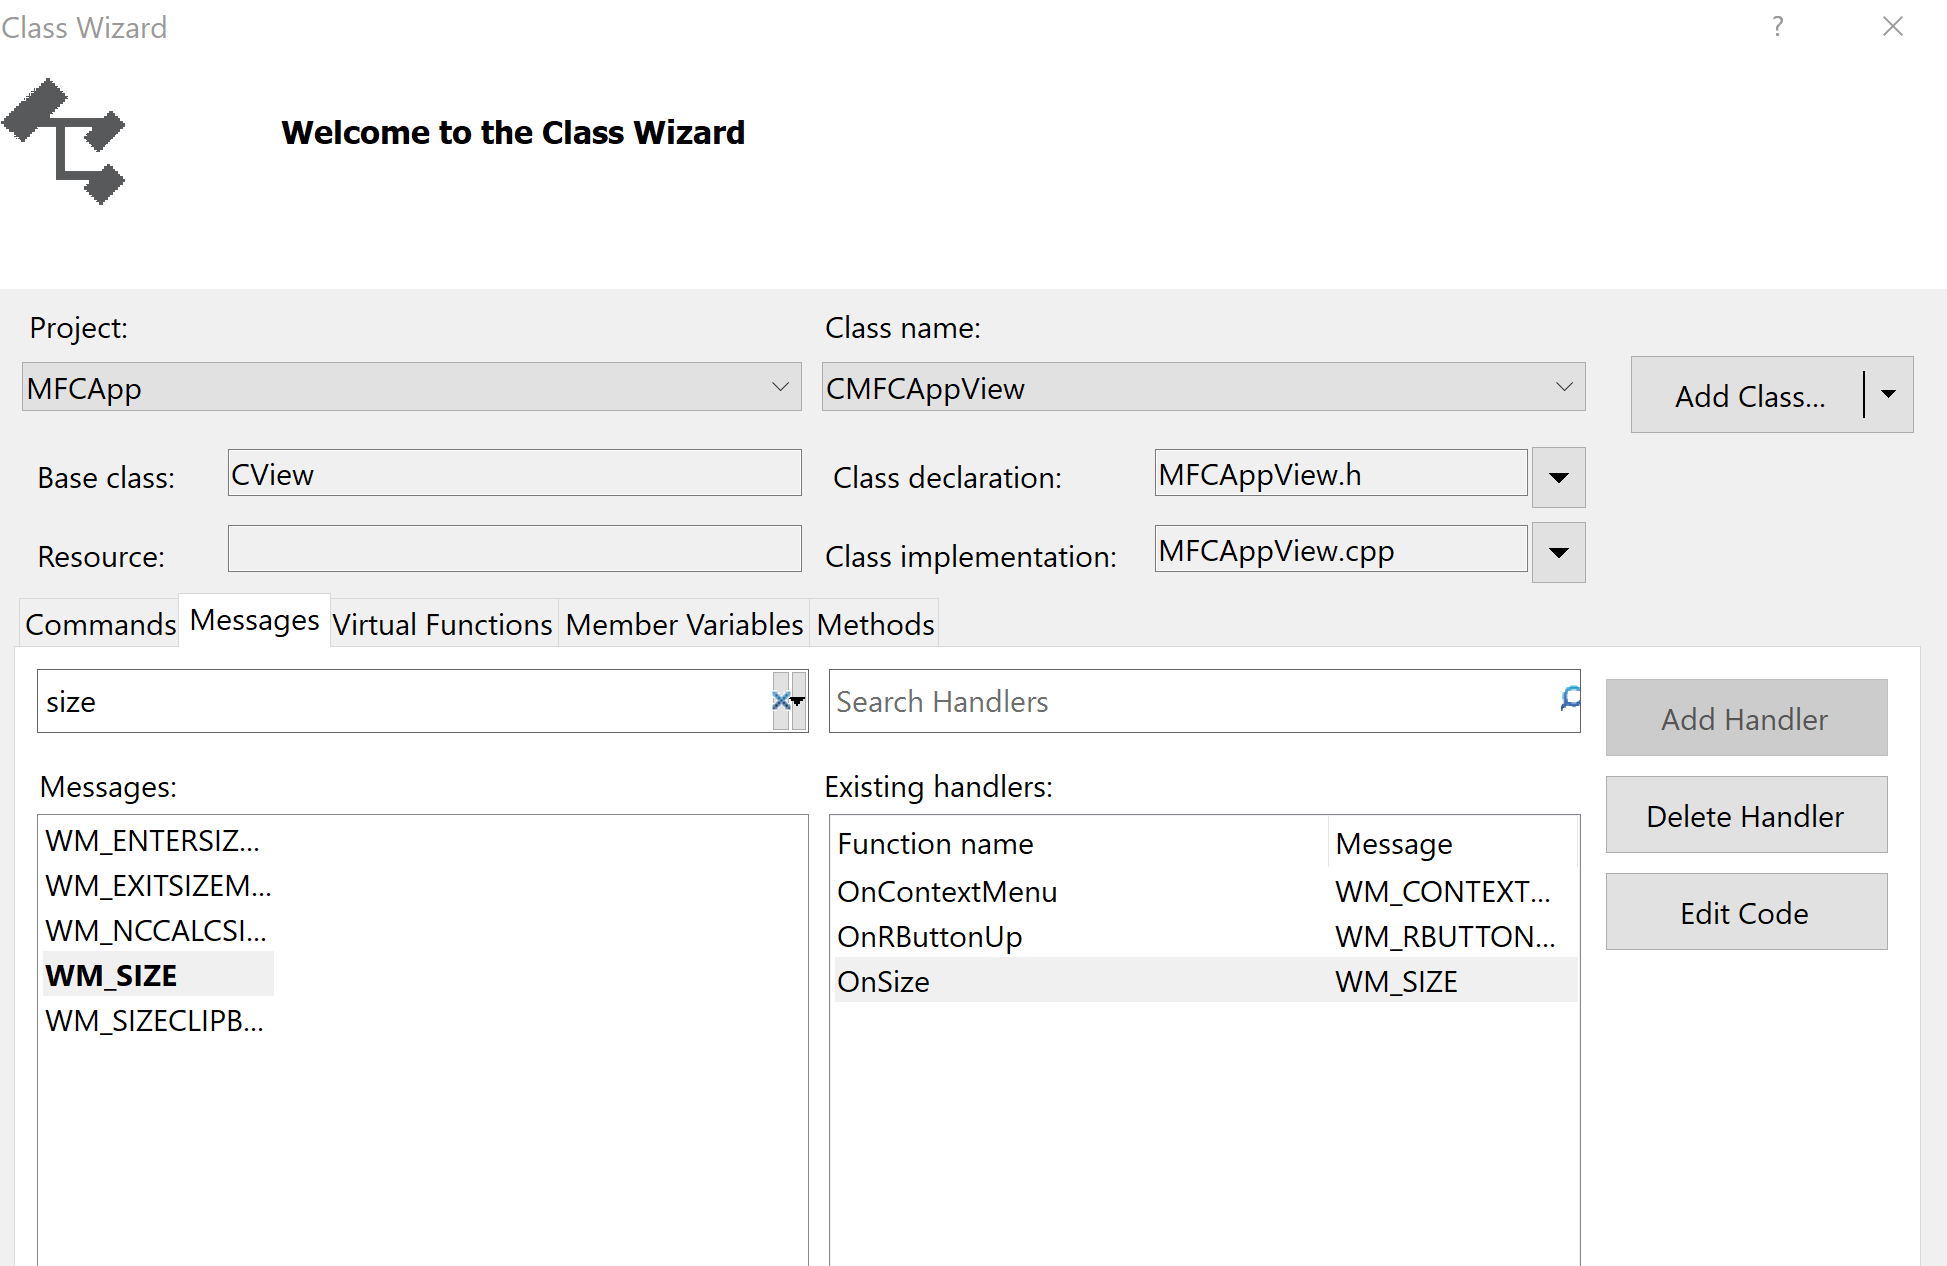 Class Wizard
?
Welcome to the Class Wizard
Project:
Class name:
MFCApp
CMFCAppView
Add Class...
Base class:
CView
Class declaration:
MFCAppView.h
Resource:
Class implementation:
MFCAppView.cpp
Commands Messages Virtual Functions Member Variables Methods
size
Search Handlers
Add Handler
Messages:
Existing handlers:
Delete Handler
WM_ENTERSIZ...
WM_EXITSIZEM...
WM_NCCALCSI...
WM_SIZE
WM_SIZECLIPB...
Function name Message
OnContextMenu WM_CONTEXT...
OnRButtonUp WM_RBUTTON...
OnSize WM_SIZE
Edit Code